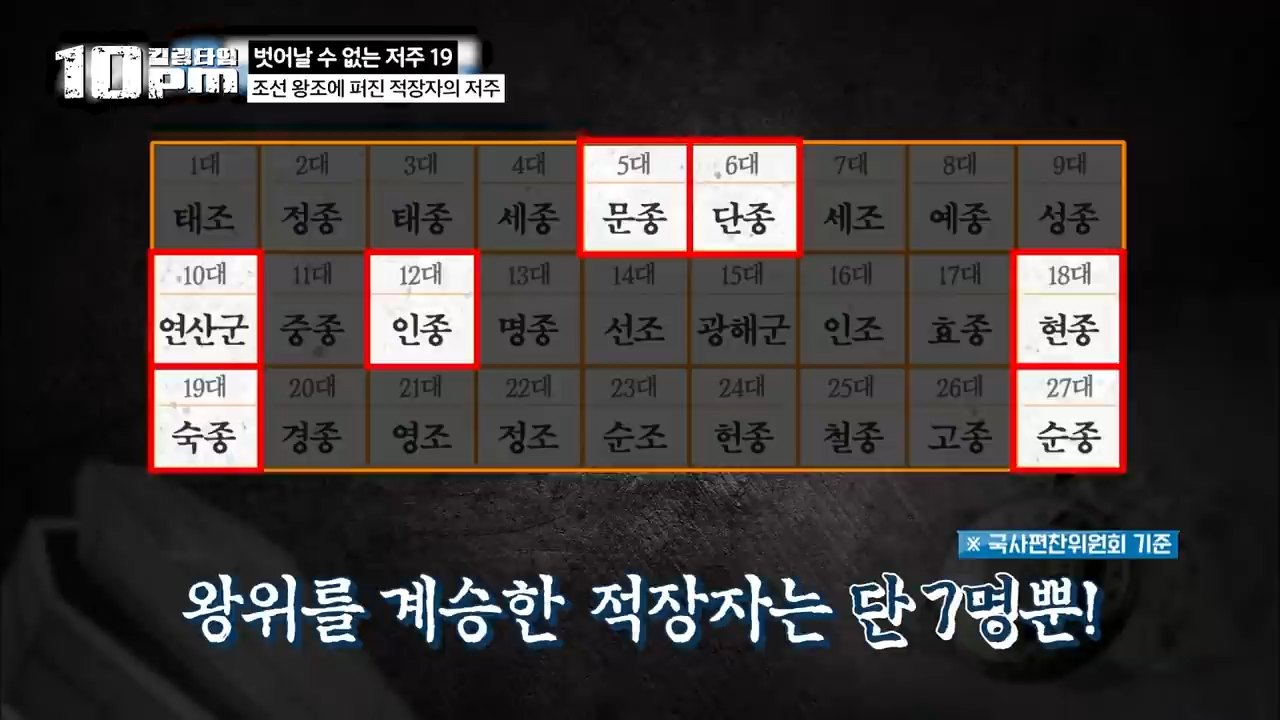 10pm 킬링타임
벗어날 수 없는 저주 19
조선 왕조에 퍼진 적장자의 저주
1대 2대 3대 4대 5대 6대 7대 8대 9대
태조 정종 태종 세종 문종 단종 세조 예종 성종
10대 11대 12대 13대 14대 15대 16대 17대 18대
연산군 중종 인종 명종 선조 광해군 인조 효종 현종
19대 20대 21대 22대 23대 24대 25대 26대 27대
숙종 경종 영조 정조 순조 헌종 철종 고종 순종
※ 국사편찬위원회 기준
왕위를 계승한 적장자는 단 7명뿐!